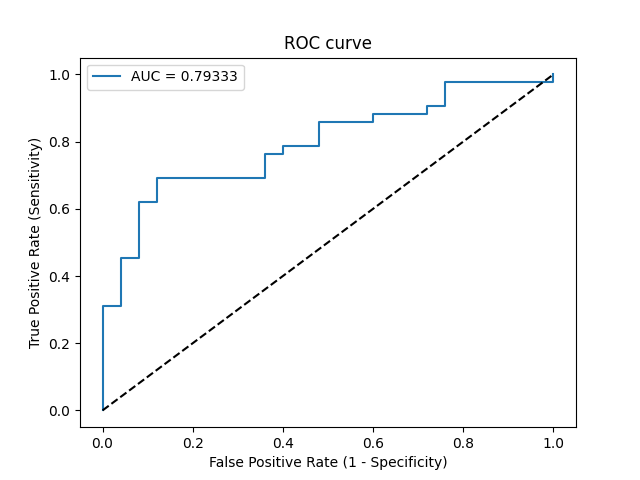 ROC curve
AUC = 0.79333
True Positive Rate (Sensitivity)
1.0
0.8
0.6
0.4
0.2
0.0
0.0 0.2 0.4 0.6 0.8 1.0
False Positive Rate (1 - Specificity)